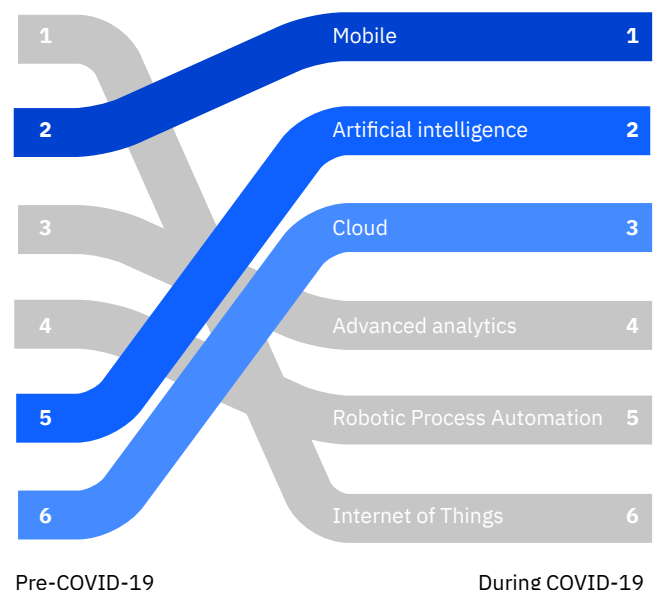 1 Mobile 1
2 Artificial intelligence 2
3 Cloud 3
4 Advanced analytics 4
5 Robotic Process Automation 5
6 Internet of Things 6
Pre-COVID-19 During COVID-19